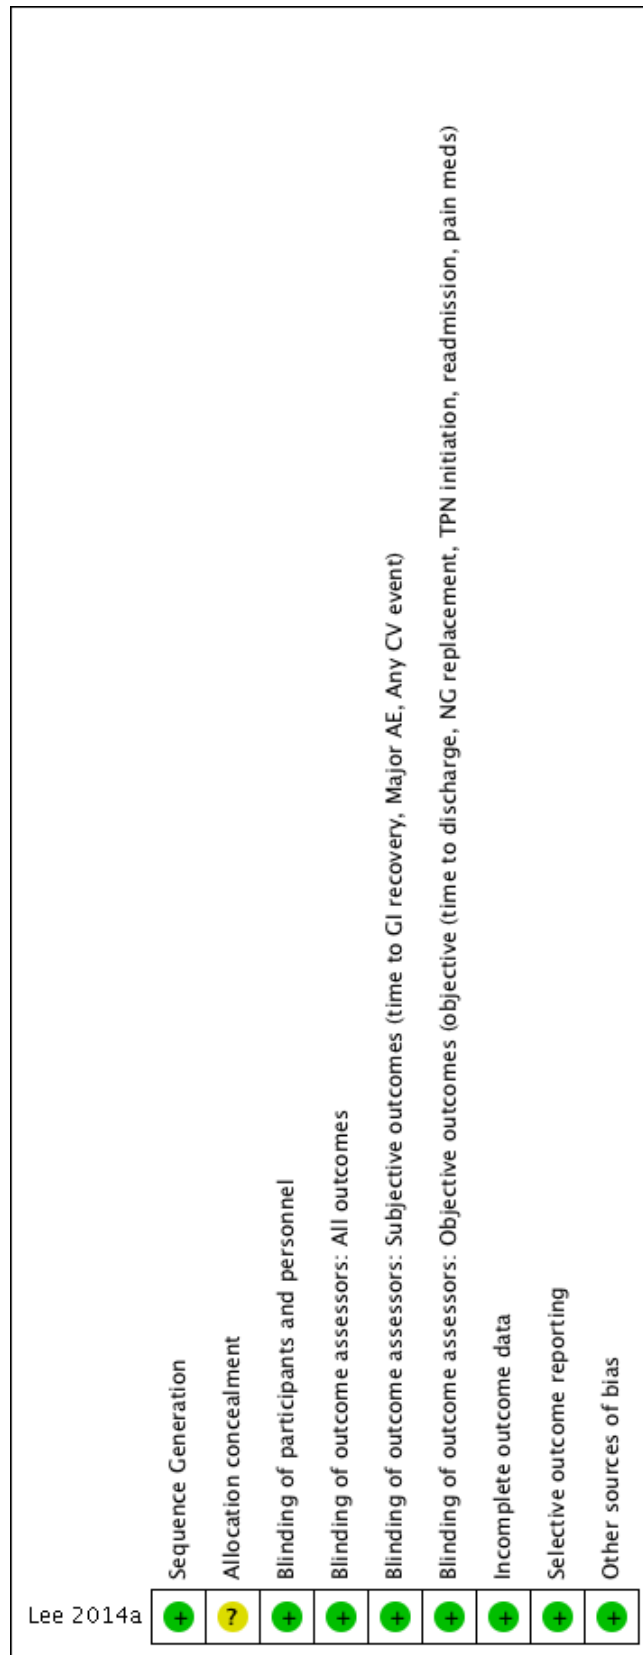 Sequence Generation
Allocation concealment
Blinding of participants and personnel
Blinding of outcome assessors: All outcomes
Blinding of outcome assessors: Subjective outcomes (time to GI recovery, Major AE, Any CV event)
Blinding of outcome assessors: Objective outcomes (objective (time to discharge, NG replacement, TPN initiation, readmission, pain meds)
Incomplete outcome data
Selective outcome reporting
Other sources of bias
Lee 2014a
+
?
+
+
+
+
+
+
+